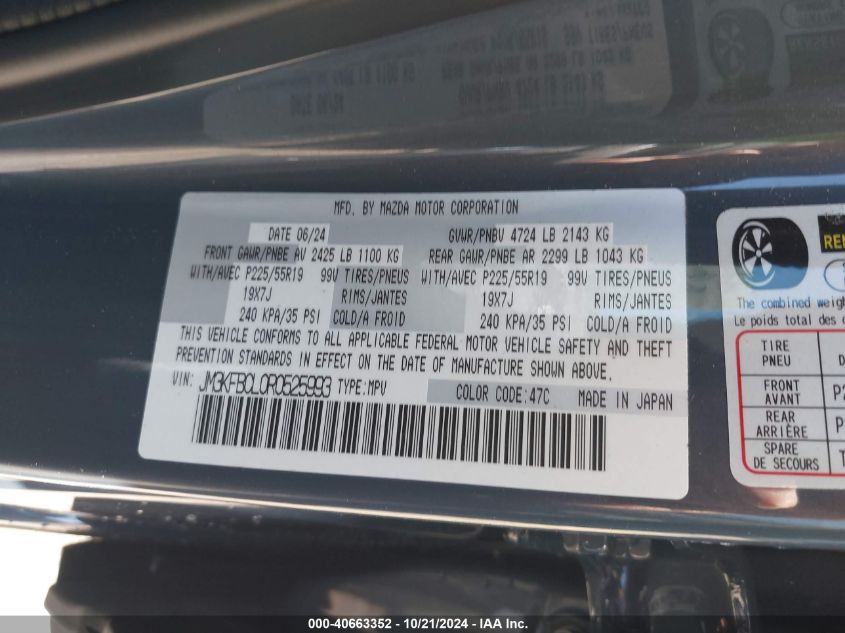 MFD. BY MAZDA MOTOR CORPORATION
DATE 06/24 GVWR/PNBV 4724 LB 2143 KG
FRONT GAWR/PNBE AV 2425 LB 1100 KG REAR GAWR/PNBE AR 2299 LB 1043 KG
WITH/AVEC P225/55R19 99V TIRES/PNEUS WITH/AVEC P225/55R19 99V TIRES/PNEUS
19X7J RIMS/JANTES 19X7J RIMS/JANTES
240 KPA/35 PSI COLD/A FROID 240 KPA/35 PSI COLD/A FROID
THIS VEHICLE CONFORMS TO ALL APPLICABLE FEDERAL MOTOR VEHICLE SAFETY AND THEFT
PREVENTION STANDARDS IN EFFECT ON THE DATE OF MANUFACTURE SHOWN ABOVE.
VIN: JM3KFBCL0R0525993 TYPE:MPV COLOR CODE:47C MADE IN JAPAN
The combined
Le poids total des
TIRE
PNEU
FRONT
AVANT
REAR
ARRIÈRE
SPARE
DE SECOURS
000-40663352 - 10/21/2024 - IAA Inc.